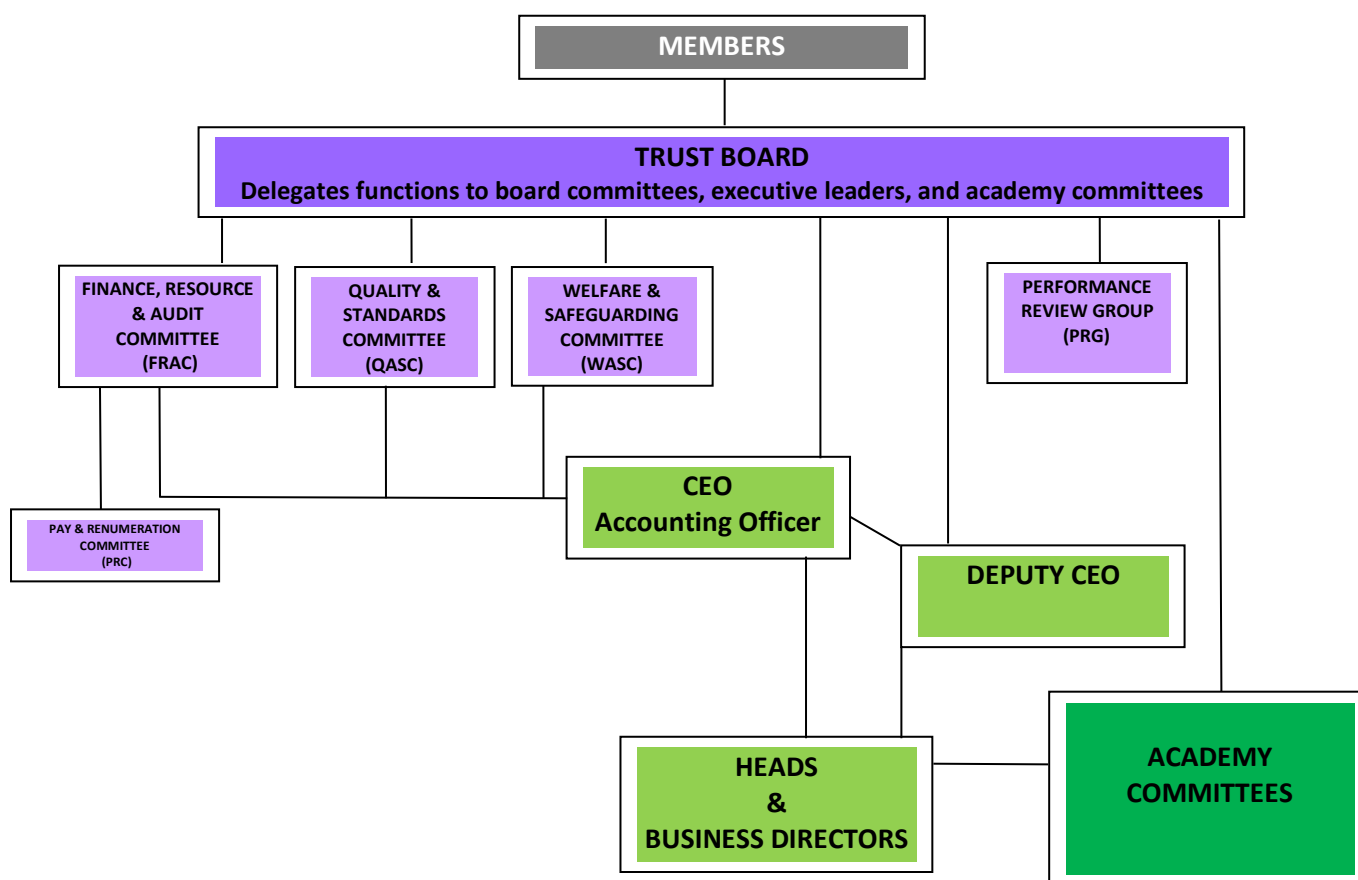 MEMBERS
TRUST BOARD
Delegates functions to board committees, executive leaders, and academy committees
FINANCE, RESOURCE
& AUDIT
COMMITTEE
(FRAC)
QUALITY &
STANDARDS
COMMITTEE
(QASC)
WELFARE &
SAFEGUARDING
COMMITTEE
(WASC)
PERFORMANCE
REVIEW GROUP
(PRG)
CEO
Accounting Officer
PAY & RENUMERATION
COMMITTEE
(PRC)
DEPUTY CEO
HEADS
&
BUSINESS DIRECTORS
ACADEMY
COMMITTEES